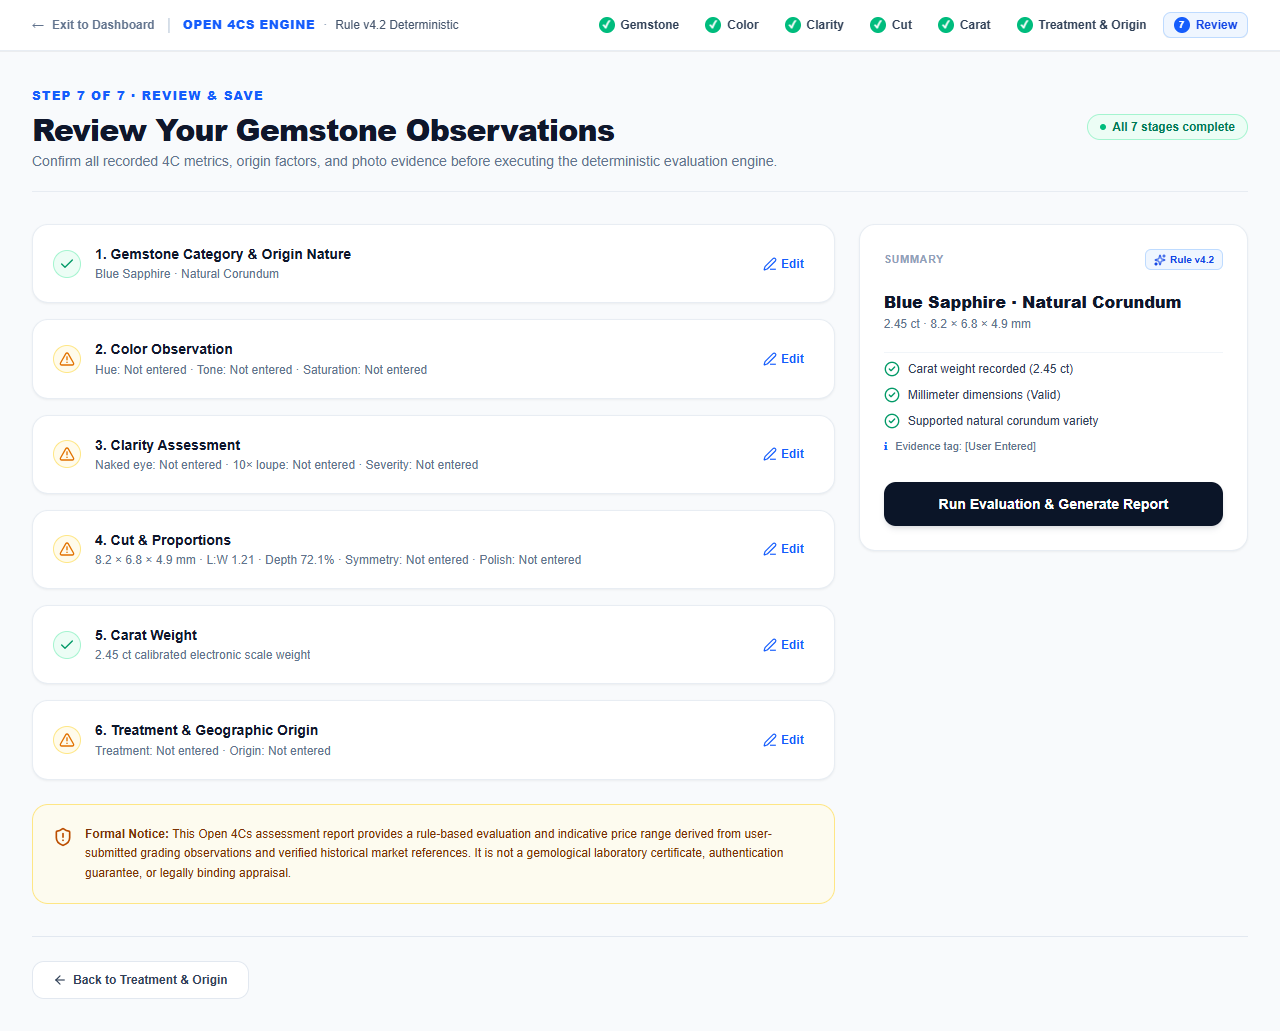 ← Exit to Dashboard
OPEN 4CS ENGINE · Rule v4.2 Deterministic
Gemstone
Color
Clarity
Cut
Carat
Treatment & Origin
7 Review
STEP 7 OF 7 · REVIEW & SAVE
Review Your Gemstone Observations
Confirm all recorded 4C metrics, origin factors, and photo evidence before executing the deterministic evaluation engine.
All 7 stages complete
1. Gemstone Category & Origin Nature
Blue Sapphire · Natural Corundum
Edit
2. Color Observation
Hue: Not entered · Tone: Not entered · Saturation: Not entered
Edit
3. Clarity Assessment
Naked eye: Not entered · 10× loupe: Not entered · Severity: Not entered
Edit
4. Cut & Proportions
8.2 × 6.8 × 4.9 mm · L:W 1.21 · Depth 72.1% · Symmetry: Not entered · Polish: Not entered
Edit
5. Carat Weight
2.45 ct calibrated electronic scale weight
Edit
6. Treatment & Geographic Origin
Treatment: Not entered · Origin: Not entered
Edit
Formal Notice: This Open 4Cs assessment report provides a rule-based evaluation and indicative price range derived from user-
submitted grading observations and verified historical market references. It is not a gemological laboratory certificate, authentication
guarantee, or legally binding appraisal.
SUMMARY
Rule v4.2
Blue Sapphire · Natural Corundum
2.45 ct · 8.2 × 6.8 × 4.9 mm
Carat weight recorded (2.45 ct)
Millimeter dimensions (Valid)
Supported natural corundum variety
ℹ Evidence tag: [User Entered]
Run Evaluation & Generate Report
← Back to Treatment & Origin